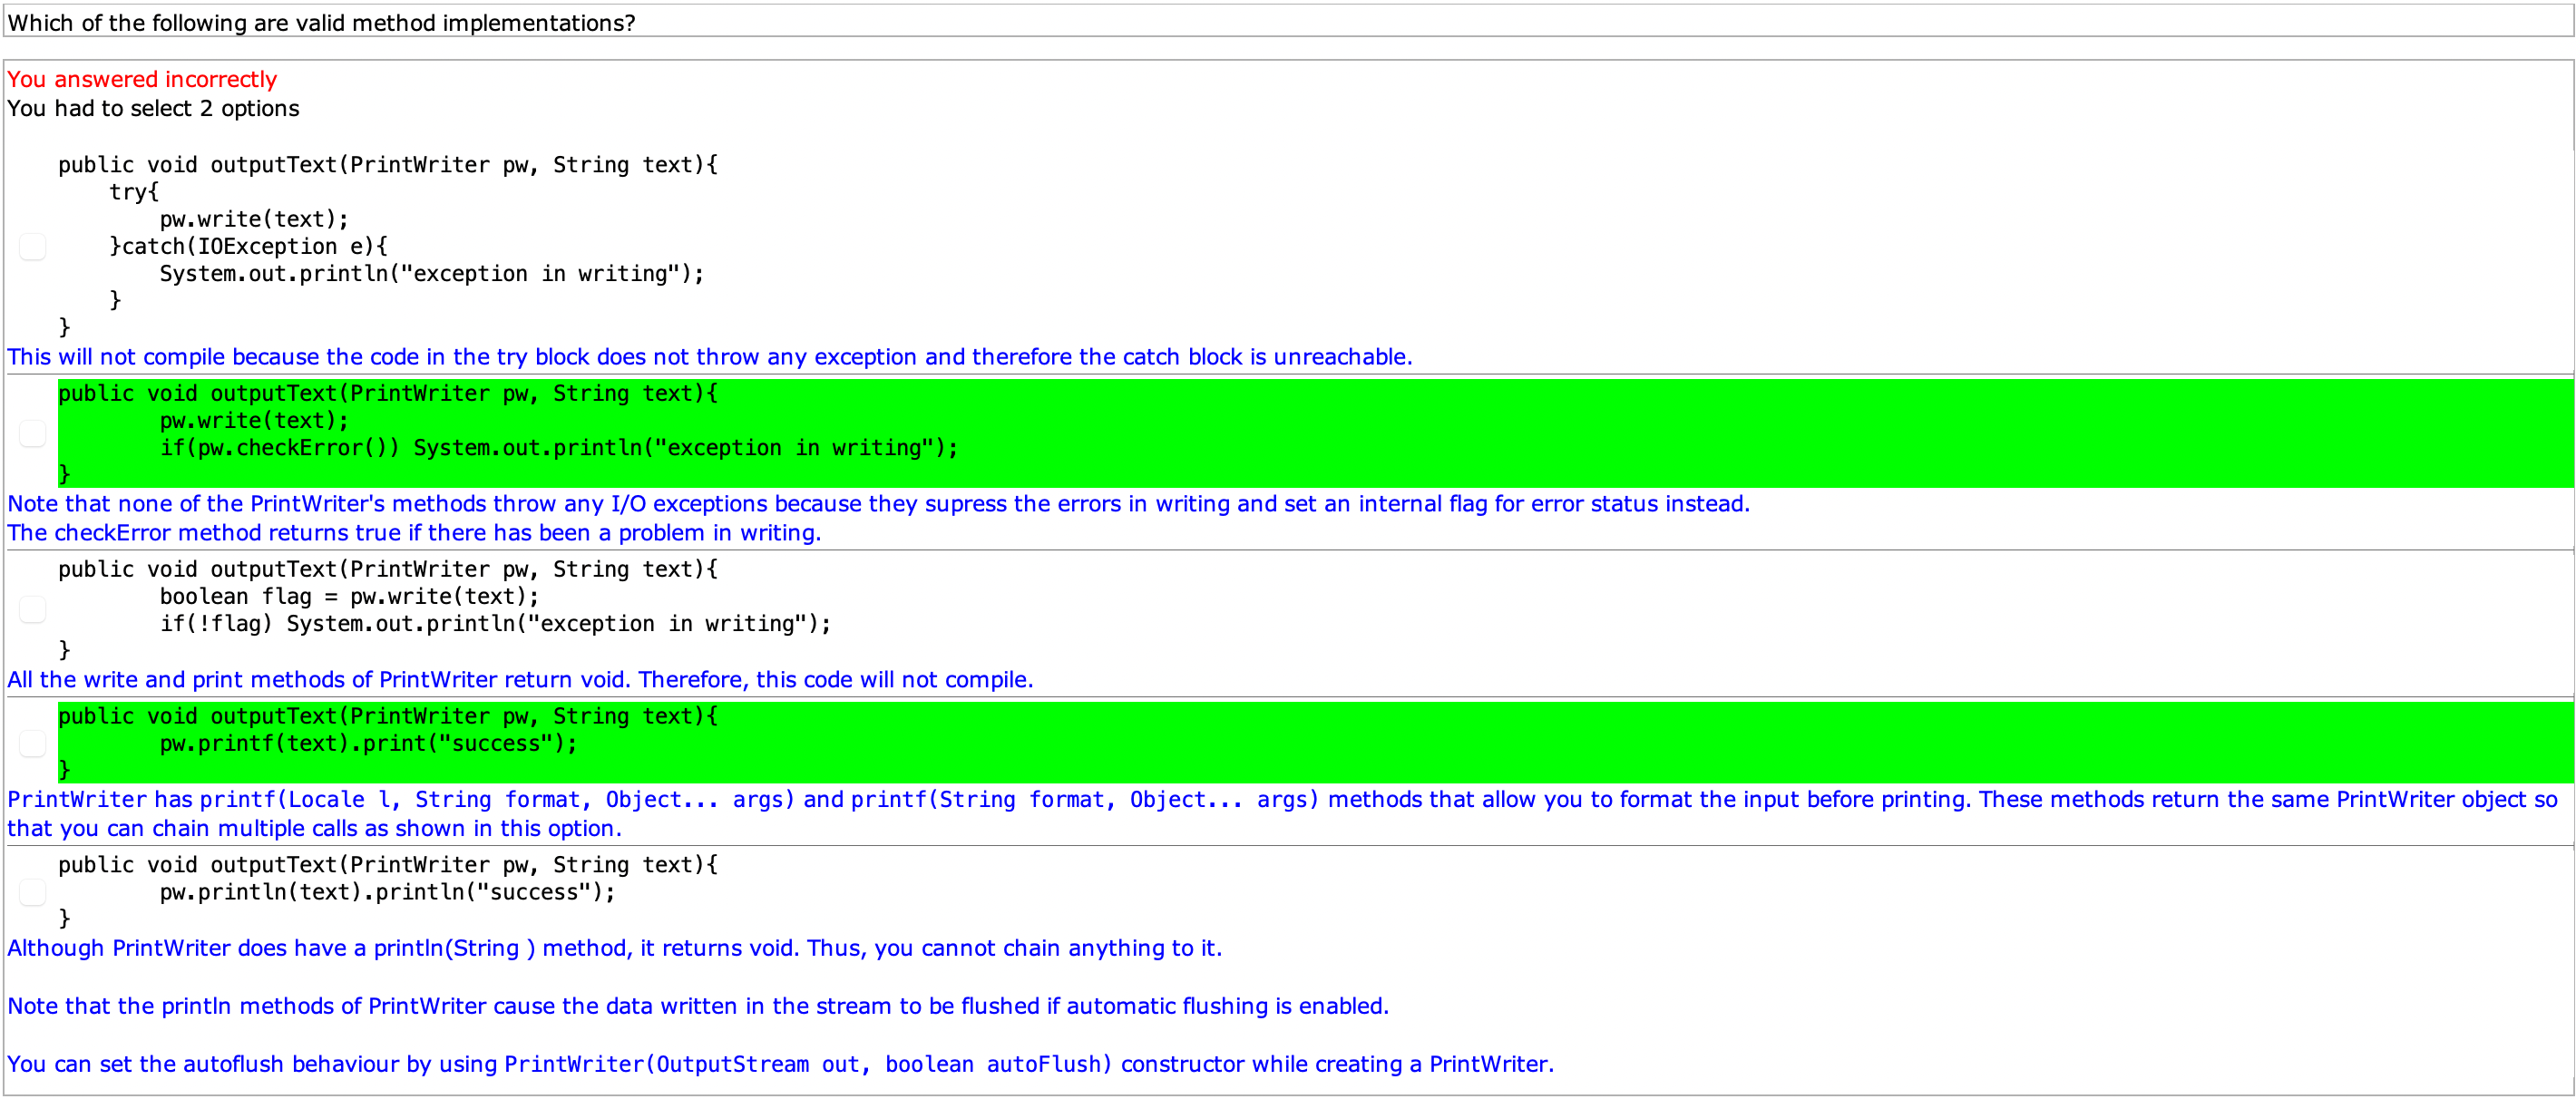 Which of the following are valid method implementations?
You answered incorrectly
You had to select 2 options
public void outputText(PrintWriter pw, String text){
    try{
        pw.write(text);
    }catch(IOException e){
        System.out.println("exception in writing");
    }
}
This will not compile because the code in the try block does not throw any exception and therefore the catch block is unreachable.
public void outputText(PrintWriter pw, String text){
        pw.write(text);
        if(pw.checkError()) System.out.println("exception in writing");
}
Note that none of the PrintWriter's methods throw any I/O exceptions because they supress the errors in writing and set an internal flag for error status instead.
The checkError method returns true if there has been a problem in writing.
public void outputText(PrintWriter pw, String text){
        boolean flag = pw.write(text);
        if(!flag) System.out.println("exception in writing");
}
All the write and print methods of PrintWriter return void. Therefore, this code will not compile.
public void outputText(PrintWriter pw, String text){
        pw.printf(text).print("success");
}
PrintWriter has printf(Locale l, String format, Object... args) and printf(String format, Object... args) methods that allow you to format the input before printing. These methods return the same PrintWriter object so
that you can chain multiple calls as shown in this option.
public void outputText(PrintWriter pw, String text){
        pw.println(text).println("success");
}
Although PrintWriter does have a println(String ) method, it returns void. Thus, you cannot chain anything to it.
Note that the println methods of PrintWriter cause the data written in the stream to be flushed if automatic flushing is enabled.
You can set the autoflush behaviour by using PrintWriter(OutputStream out, boolean autoFlush) constructor while creating a PrintWriter.